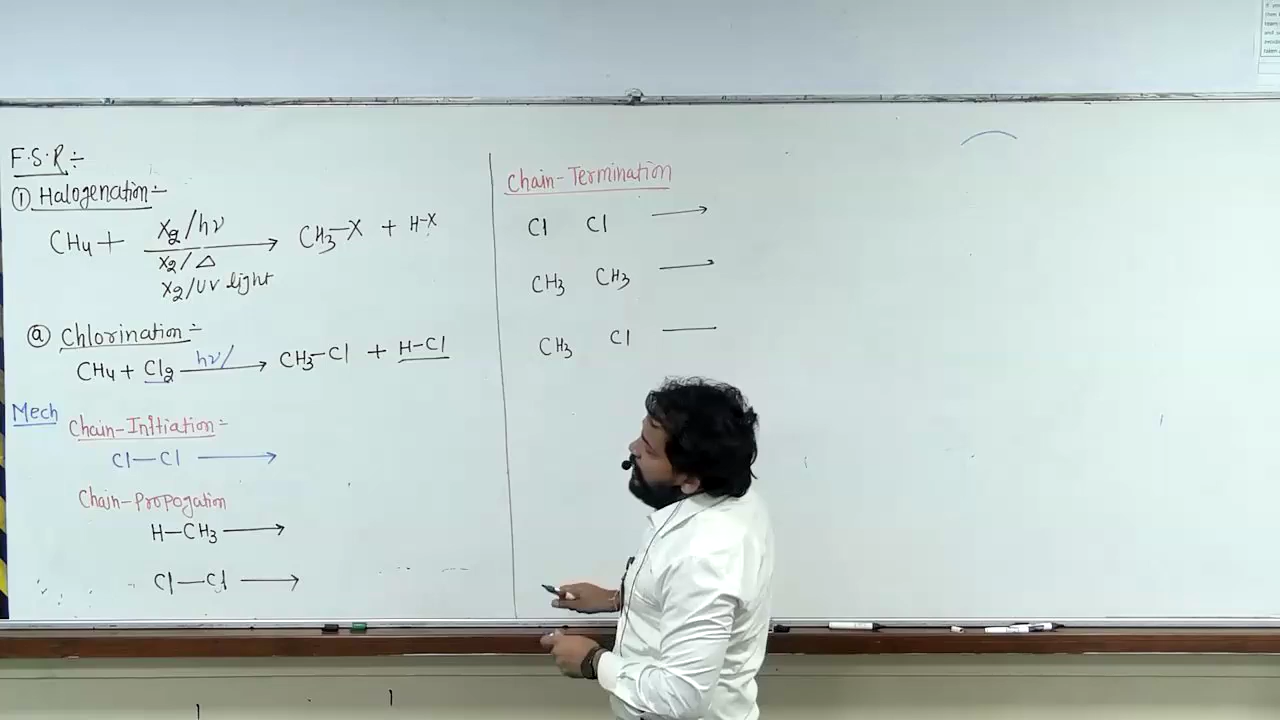 F.S.R ÷
① Halogenation :-
CH4 + X2/hν → CH3-X + H-X
X2/△
X2/UV light
ⓐ Chlorination :-
CH4 + Cl2 hν/ → CH3-Cl + H-Cl
Mech
Chain-Initiation :-
Cl-Cl →
Chain-Propogation
H-CH3 →
Cl-Cl →
Chain-Termination
Cl Cl →
CH3 CH3 →
CH3 Cl —